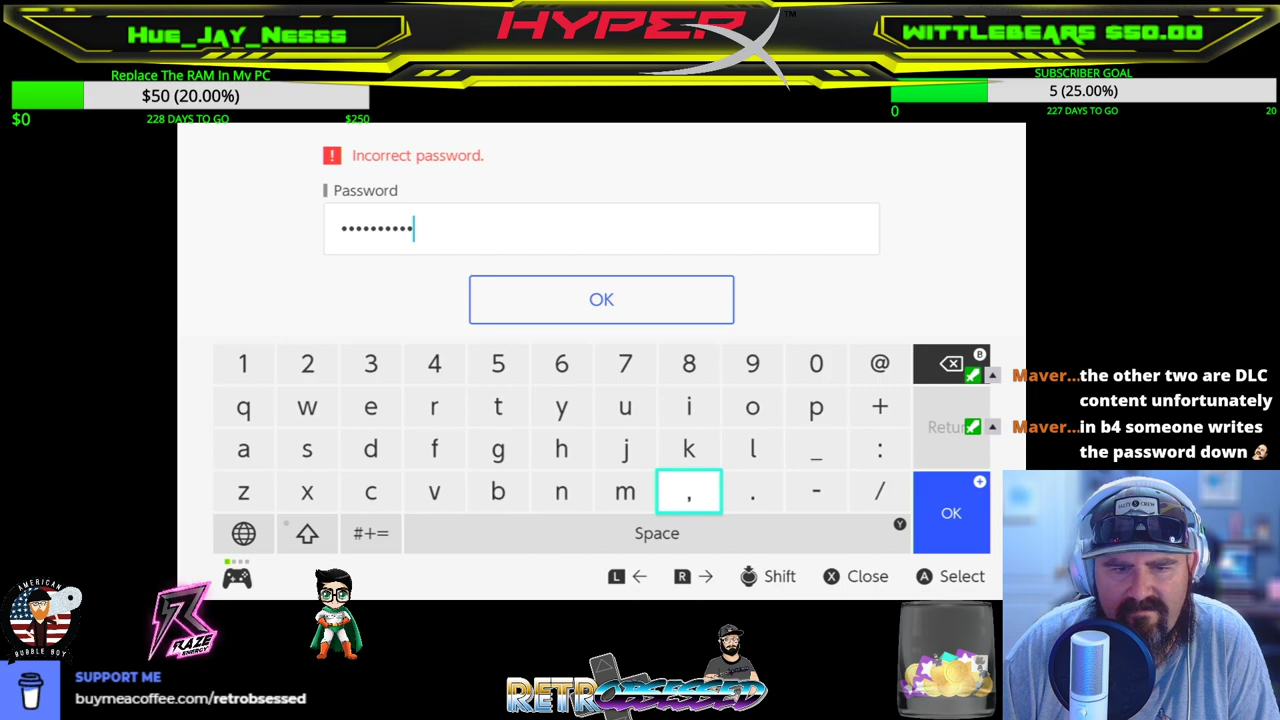 Hue_Jay_Nesss
HYPERX™
WITTLEBEARS $50.00
Replace The RAM In My PC
$50 (20.00%)
$0
228 DAYS TO GO
$250
SUBSCRIBER GOAL
5 (25.00%)
0
227 DAYS TO GO
20
! Incorrect password.
Password
••••••••••
OK
1 2 3 4 5 6 7 8 9 0 @
B
q w e r t y u i o p +
a s d f g h j k l _ :
z x c v b n m , . - /
Retur
+
OK
#+=
Space
Y
L ← R → Shift X Close A Select
Maver...the other two are DLC
content unfortunately
Maver...in b4 someone writes
the password down
AMERICAN
BUBBLE BOY
RAZE
ENERGY
SUPPORT ME
buymeacoffee.com/retrobsessed
RETROBSESSED
SALTY CREW